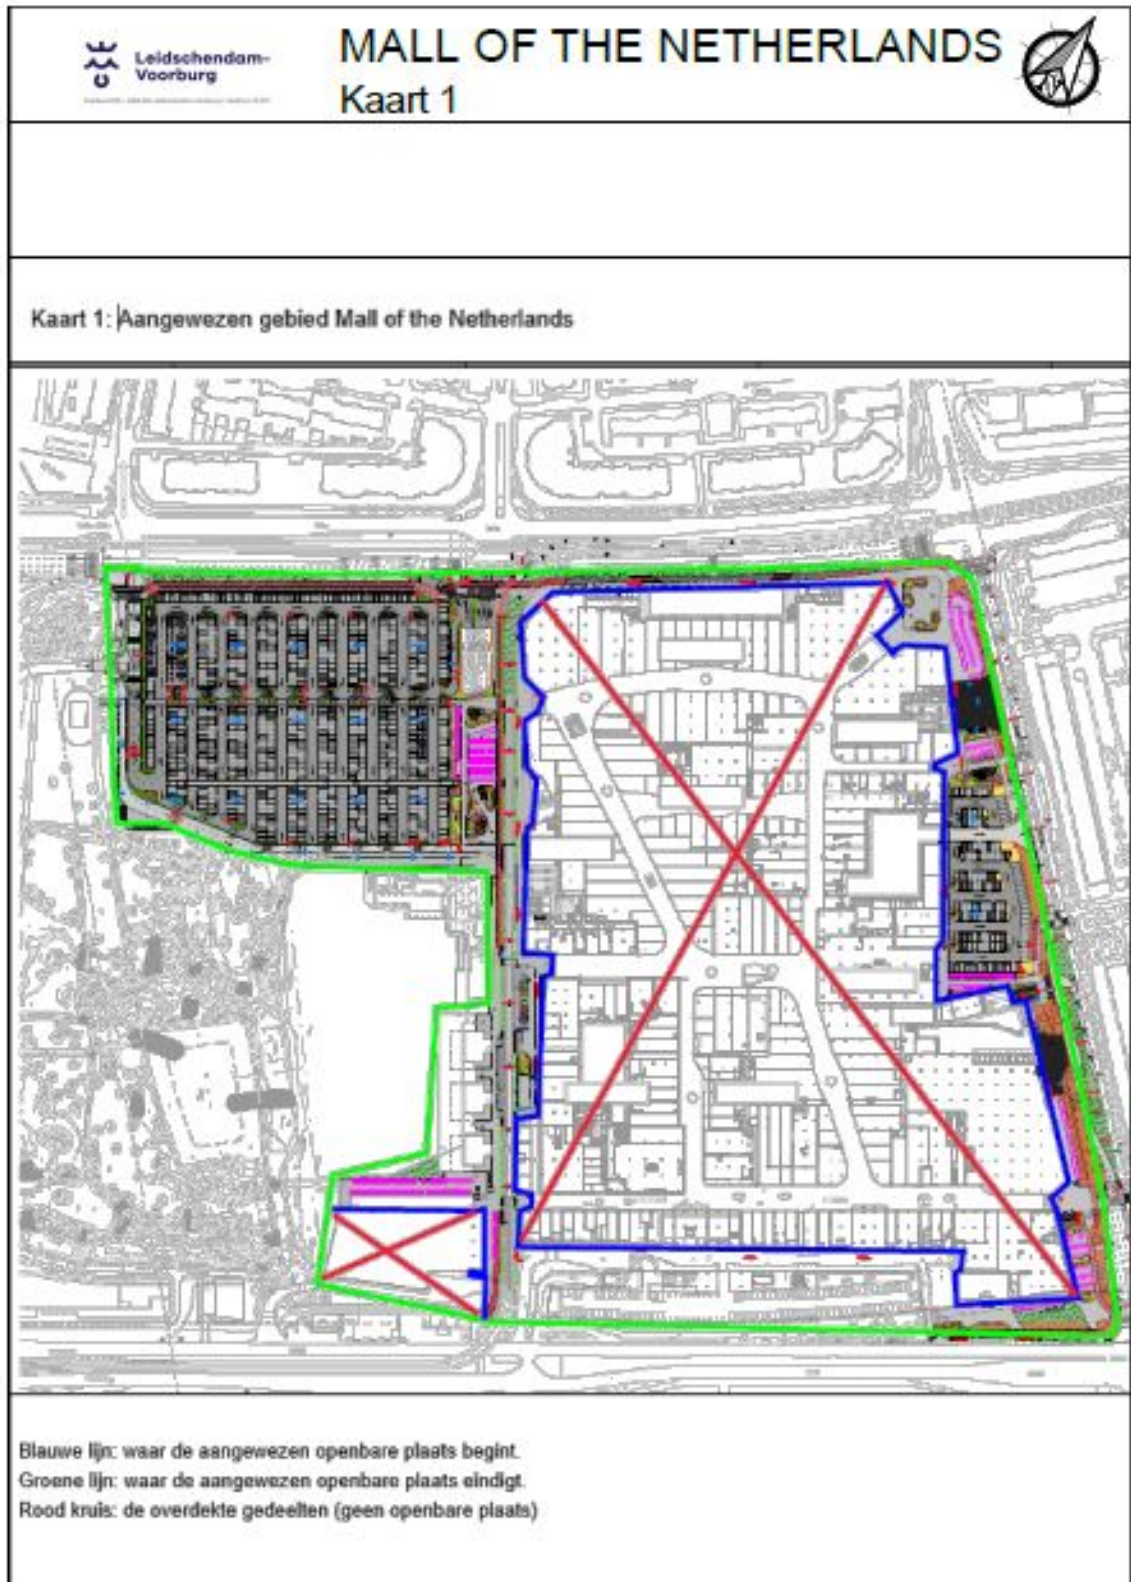 Leidschendam-
Voorburg
MALL OF THE NETHERLANDS
Kaart 1
Kaart 1: Aangewezen gebied Mall of the Netherlands
Blauwe lijn: waar de aangewezen openbare plaats begint.
Groene lijn: waar de aangewezen openbare plaats eindigt.
Rood kruis: de overdekte gedeelten (geen openbare plaats)